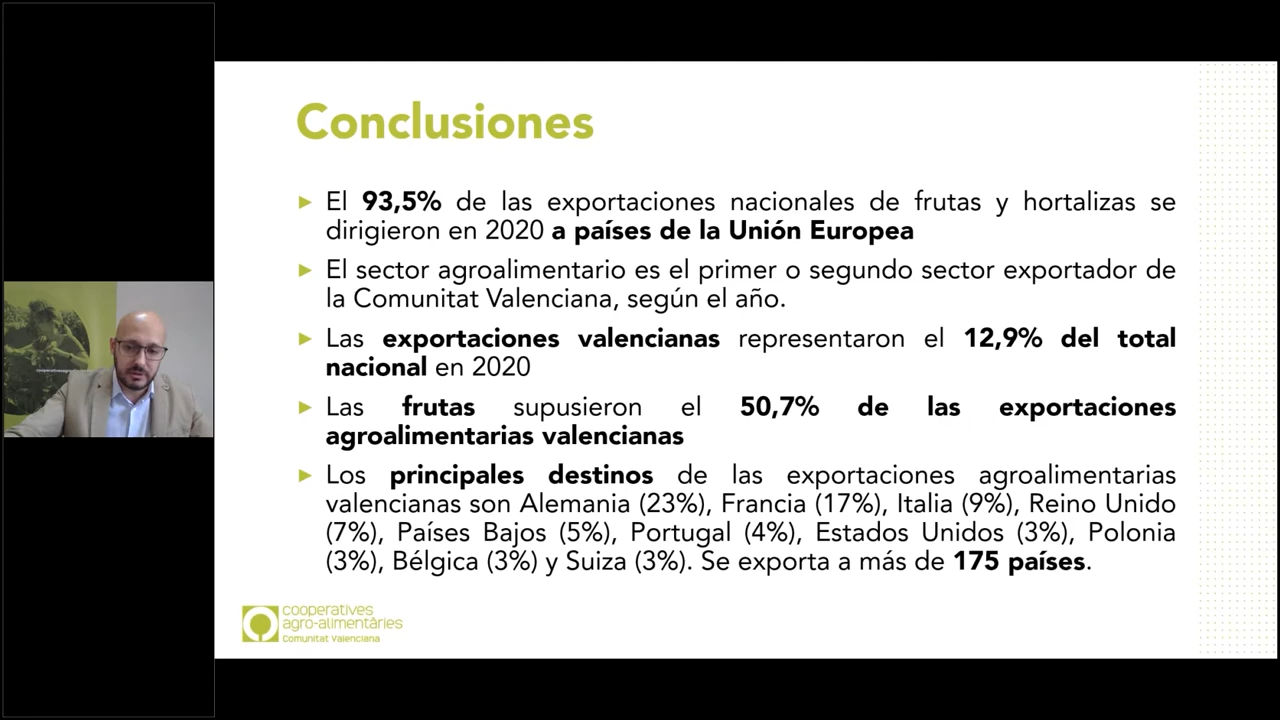 Conclusiones
El 93,5% de las exportaciones nacionales de frutas y hortalizas se
dirigieron en 2020 a países de la Unión Europea
El sector agroalimentario es el primer o segundo sector exportador de
la Comunitat Valenciana, según el año.
Las exportaciones valencianas representaron el 12,9% del total
nacional en 2020
Las frutas supusieron el 50,7% de las exportaciones
agroalimentarias valencianas
Los principales destinos de las exportaciones agroalimentarias
valencianas son Alemania (23%), Francia (17%), Italia (9%), Reino Unido
(7%), Países Bajos (5%), Portugal (4%), Estados Unidos (3%), Polonia
(3%), Bélgica (3%) y Suiza (3%). Se exporta a más de 175 países.
cooperatives
agro-alimentàries
Comunitat Valenciana